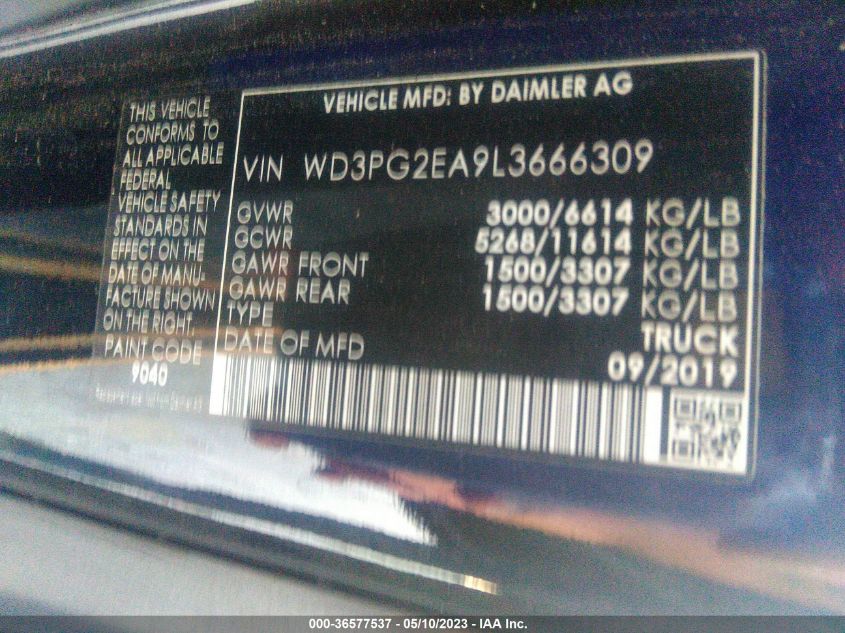 THIS VEHICLE
CONFORMS TO
ALL APPLICABLE
FEDERAL
VEHICLE SAFETY
STANDARDS IN
EFFECT ON THE
DATE OF MANU-
FACTURE SHOWN
ON THE RIGHT.
PAINT CODE
9040
VEHICLE MFD: BY DAIMLER AG
VIN WD3PG2EA9L3666309
GVWR 3000/6614 KG/LB
GCWR 5268/11614 KG/LB
GAWR FRONT 1500/3307 KG/LB
GAWR REAR 1500/3307 KG/LB
TYPE TRUCK
DATE OF MFD 09/2019
000-36577537 - 05/10/2023 - IAA Inc.